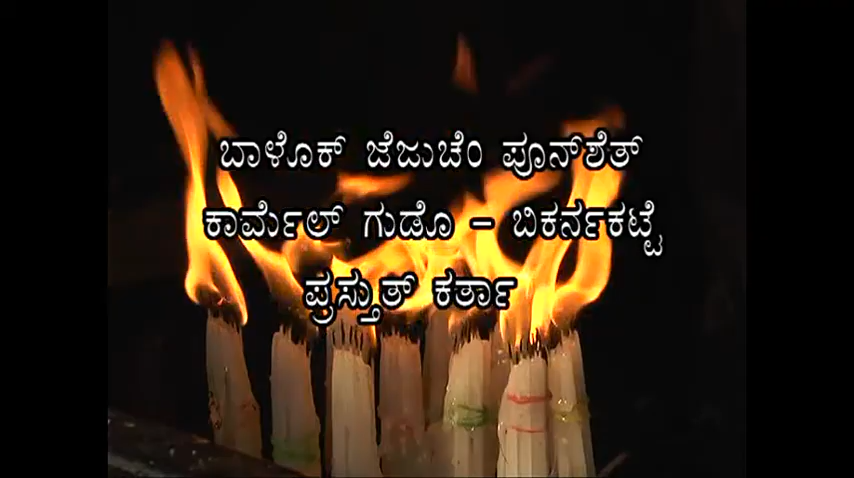 ಬಾಳೊಕ್ ಜೆಜುಚೆಂ ಪೂನ್‌ಶೆತ್
ಕಾರ್ಮೆಲ್ ಗುಡೊ - ಬಿಕರ್ನಕಟ್ಟೆ
ಪ್ರಸ್ತುತ್ ಕರ್ತಾ